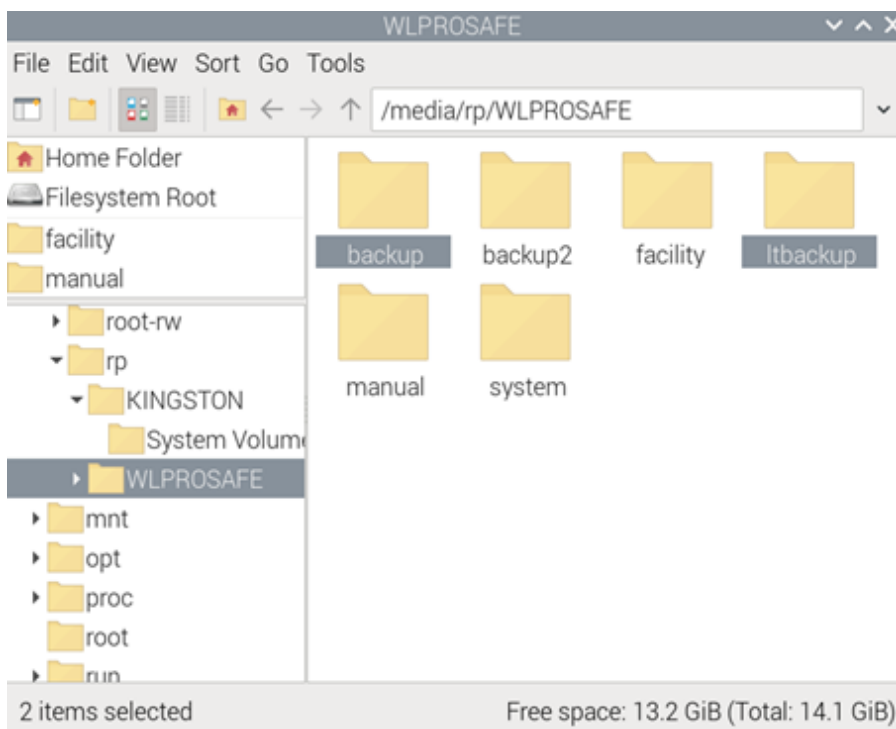 WLPROSAFE
File Edit View Sort Go Tools
/media/rp/WLPROSAFE
Home Folder
Filesystem Root
facility
manual
root-rw
rp
KINGSTON
System Volum
WLPROSAFE
mnt
opt
proc
root
run
backup backup2 facility ltbackup
manual system
2 items selected Free space: 13.2 GiB (Total: 14.1 GiB)